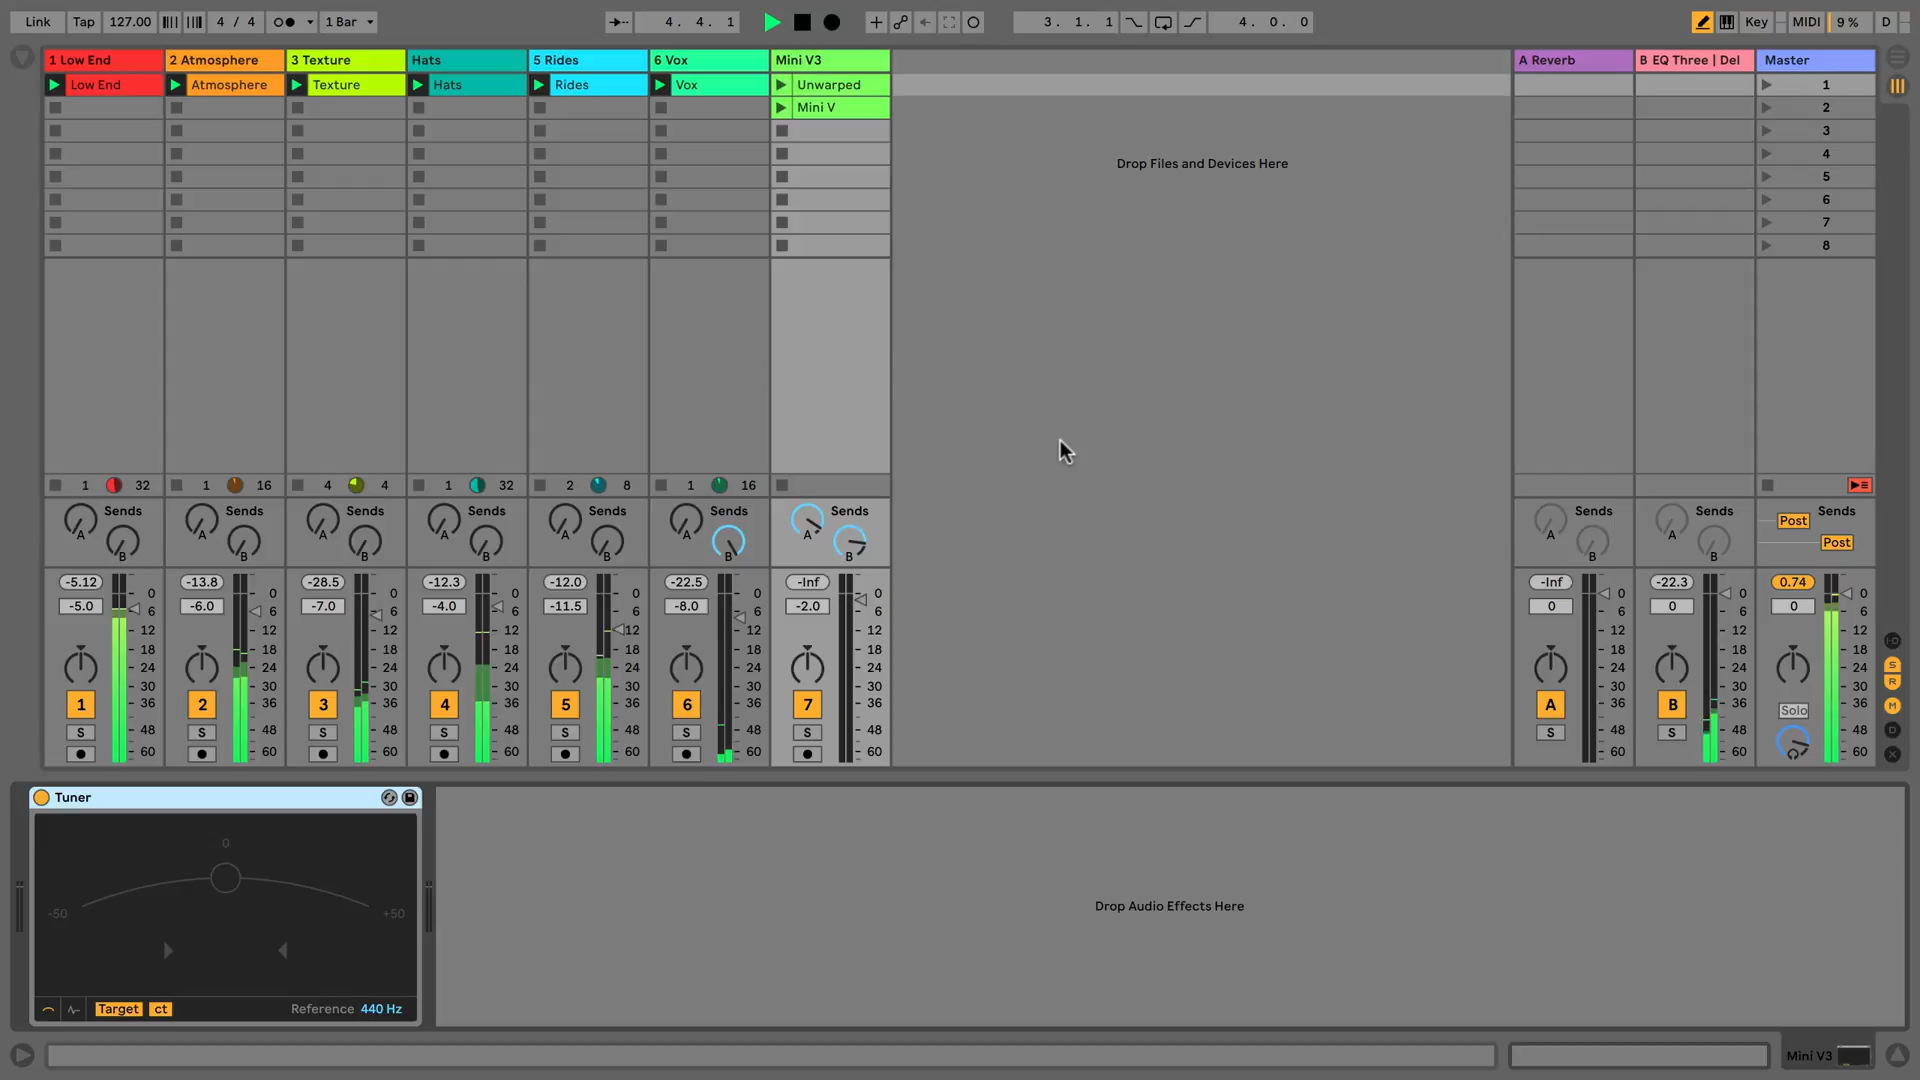 Link Tap 127.00 4 / 4 1 Bar 4. 4. 1 3. 1. 1 4. 0. 0 Key MIDI 9 % D
1 Low End 2 Atmosphere 3 Texture Hats 5 Rides 6 Vox Mini V3 A Reverb B EQ Three | Del Master
Low End Atmosphere Texture Hats Rides Vox Unwarped 1
Mini V 2
3
Drop Files and Devices Here 4
5
6
7
8
1 32 1 16 4 4 1 32 2 8 1 16
Sends Sends Sends Sends Sends Sends Sends Sends Sends Post Sends
A A A A A A A A A
B B B B B B B B B Post
-5.12 -13.8 -28.5 -12.3 -12.0 -22.5 -Inf -Inf -22.3 0.74
0 0 0 0 0 0 0 0 0 0
-5.0 -6.0 -7.0 -4.0 -11.5 -8.0 -2.0 0 0 0
6 6 6 6 6 6 6 6 6 6
12 12 12 12 12 12 12 12 12 12
18 18 18 18 18 18 18 18 18 18
24 24 24 24 24 24 24 24 24 24
30 30 30 30 30 30 30 30 30 30
1 2 3 4 5 6 7 A B Solo
36 36 36 36 36 36 36 36 36 36
S S S S S S S S S
48 48 48 48 48 48 48 48 48 48
60 60 60 60 60 60 60 60 60 60
I-O
S
R
M
D
X
Tuner
0
-50 +50
Target ct Reference 440 Hz
Drop Audio Effects Here
Mini V3